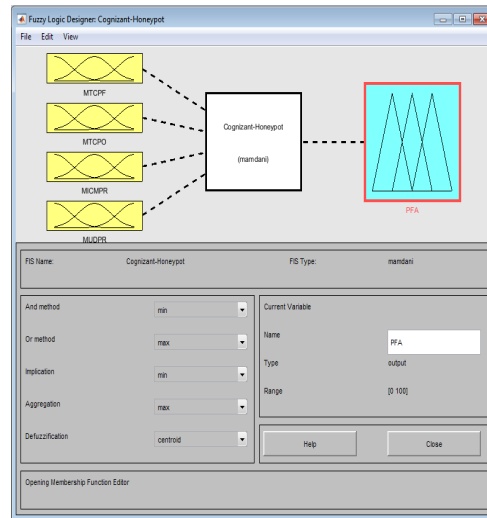 Fuzzy Logic Designer: Cognizant-Honeypot
File Edit View
MTCPF
MTCPO
MICMPR
MUDPR
Cognizant-Honeypot
(mamdani)
PFA
FIS Name: Cognizant-Honeypot FIS Type: mamdani
And method min
Or method max
Implication min
Aggregation max
Defuzzification centroid
Current Variable
Name PFA
Type output
Range [0 100]
Help Close
Opening Membership Function Editor